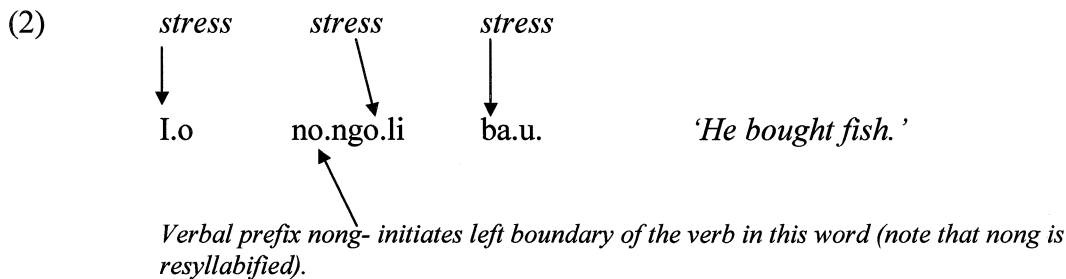 (2) stress stress stress
I.o no.ngo.li ba.u. ‘He bought fish.’
Verbal prefix nong- initiates left boundary of the verb in this word (note that nong is
resyllabified).